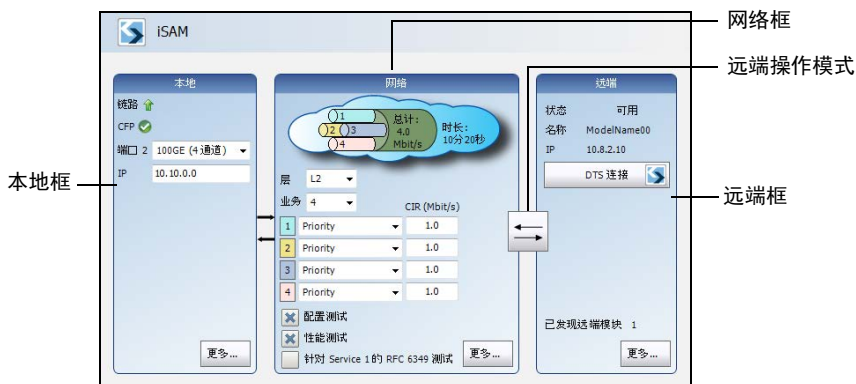 iSAM
网络框
远端操作模式
本地框
远端框
本地
链路
CFP
端口 2 100GE (4 通道)
IP 10.10.0.0
更多...
网络
1
2 3
4
总计:
4.0
Mbit/s
时长:
10分20秒
层 L2
业务 4
CIR (Mbit/s)
1 Priority 1.0
2 Priority 1.0
3 Priority 1.0
4 Priority 1.0
配置测试
性能测试
针对 Service 1的 RFC 6349 测试
更多...
远端
状态 可用
名称 ModelName00
IP 10.8.2.10
DTS 连接
已发现远端模块 1
更多...